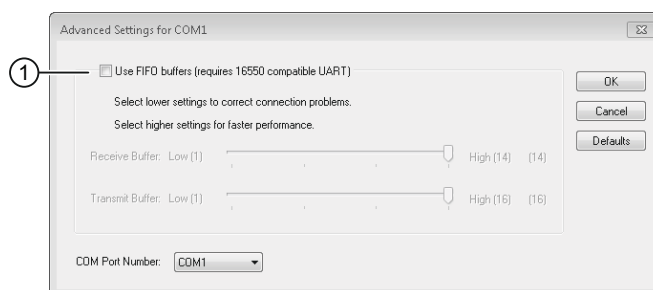 Advanced Settings for COM1
1
Use FIFO buffers (requires 16550 compatible UART)
OK
Select lower settings to correct connection problems.
Cancel
Select higher settings for faster performance.
Defaults
Receive Buffer: Low (1) High (14) (14)
Transmit Buffer: Low (1) High (16) (16)
COM Port Number: COM1